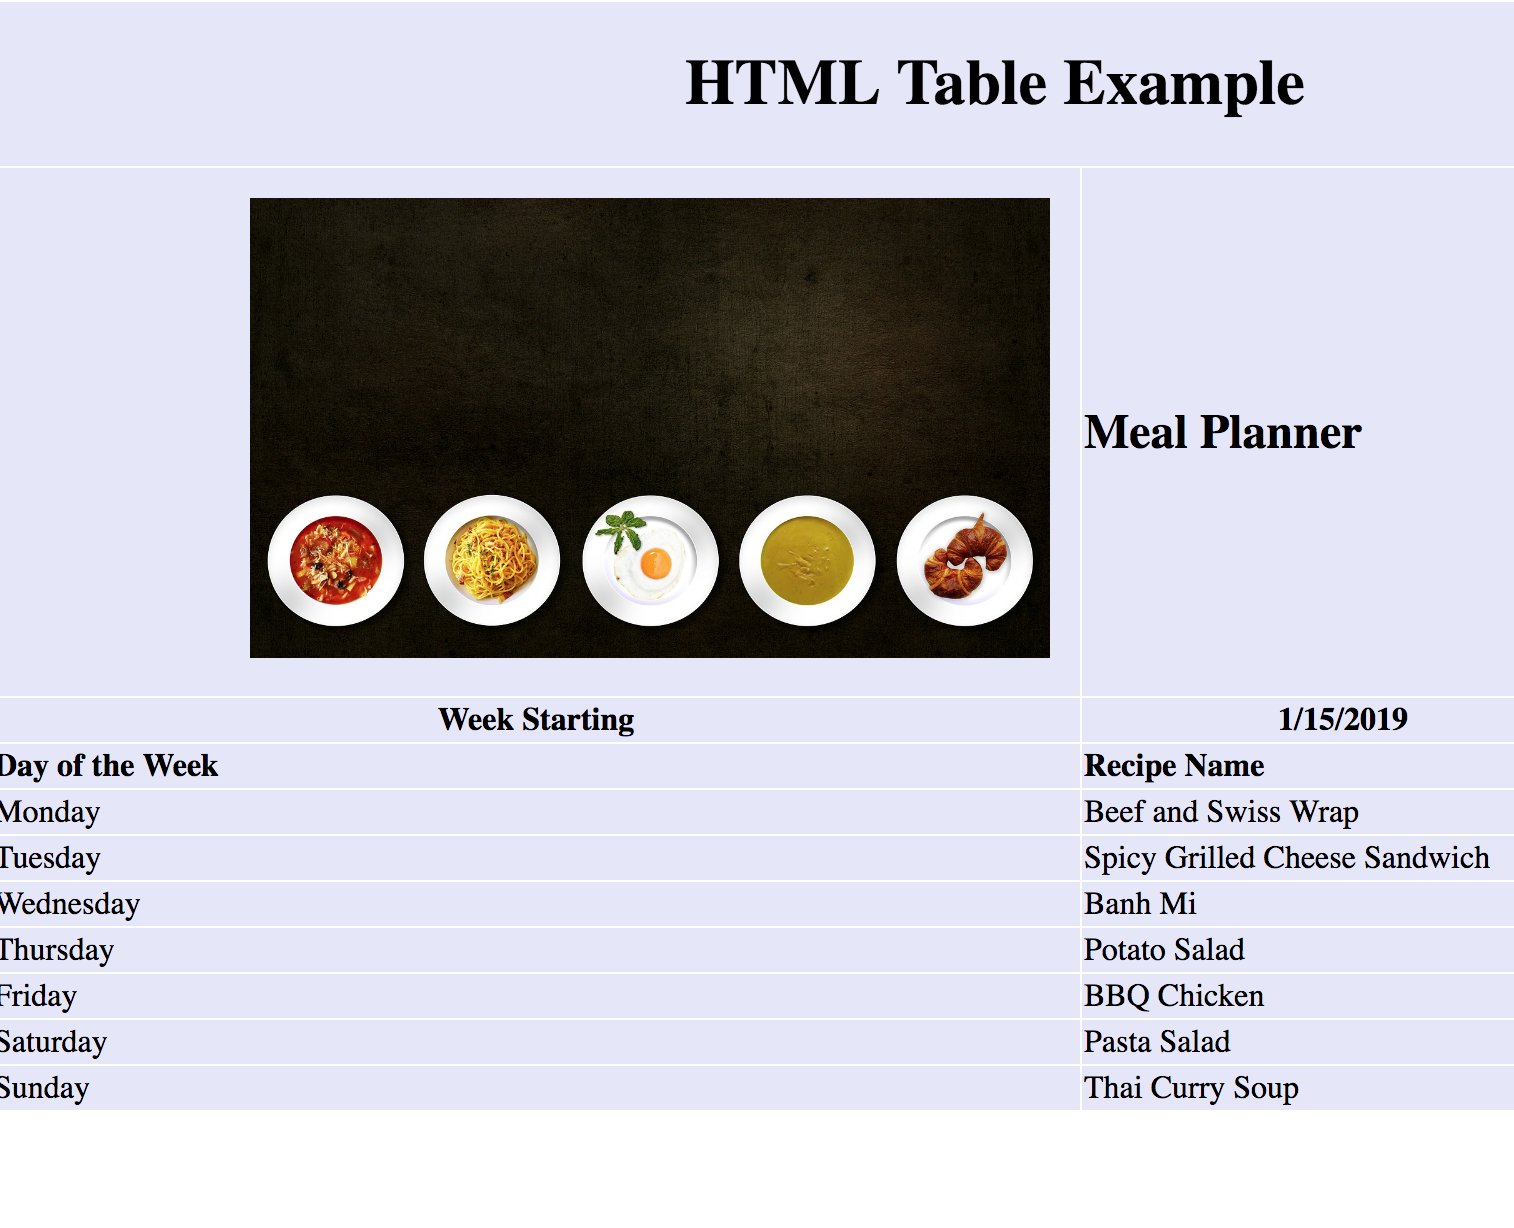 HTML Table Example
Meal Planner
Week Starting 1/15/2019
Day of the Week Recipe Name
Monday Beef and Swiss Wrap
Tuesday Spicy Grilled Cheese Sandwich
Wednesday Banh Mi
Thursday Potato Salad
Friday BBQ Chicken
Saturday Pasta Salad
Sunday Thai Curry Soup